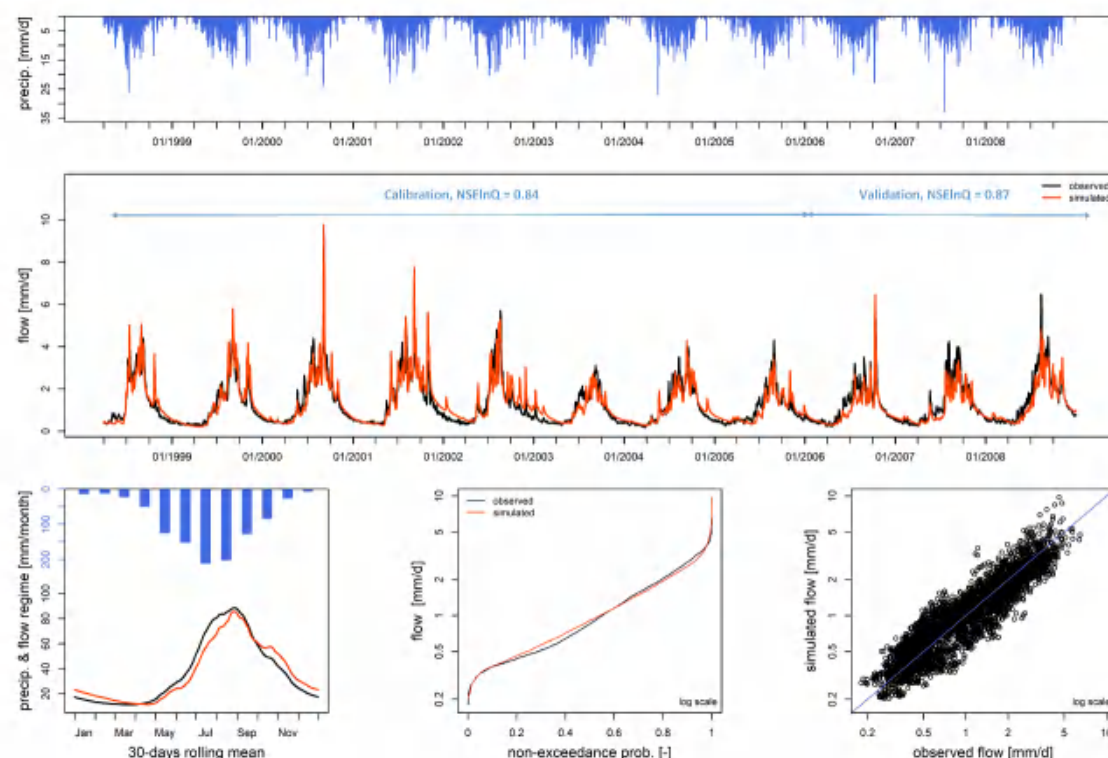 precip. [mm/d]
5
15
25
35
01/1999 01/2000 01/2001 01/2002 01/2003 01/2004 01/2005 01/2006 01/2007 01/2008
Calibration, NSElnQ = 0.84
Validation, NSElnQ = 0.87
observed
simulated
flow [mm/d]
10
8
6
4
2
0
01/1999 01/2000 01/2001 01/2002 01/2003 01/2004 01/2005 01/2006 01/2007 01/2008
precip. & flow regime [mm/month]
0
100
200
100
80
60
40
20
Jan Mar May Jul Sep Nov
30-days rolling mean
observed
simulated
flow [mm/d]
10
5
2
1
0.5
0.2
log scale
0 0.2 0.4 0.6 0.8 1
non-exceedance prob. [-]
simulated flow [mm/d]
10
5
2
1
0.5
0.2
log scale
0.2 0.5 1 2 5 10
observed flow [mm/d]